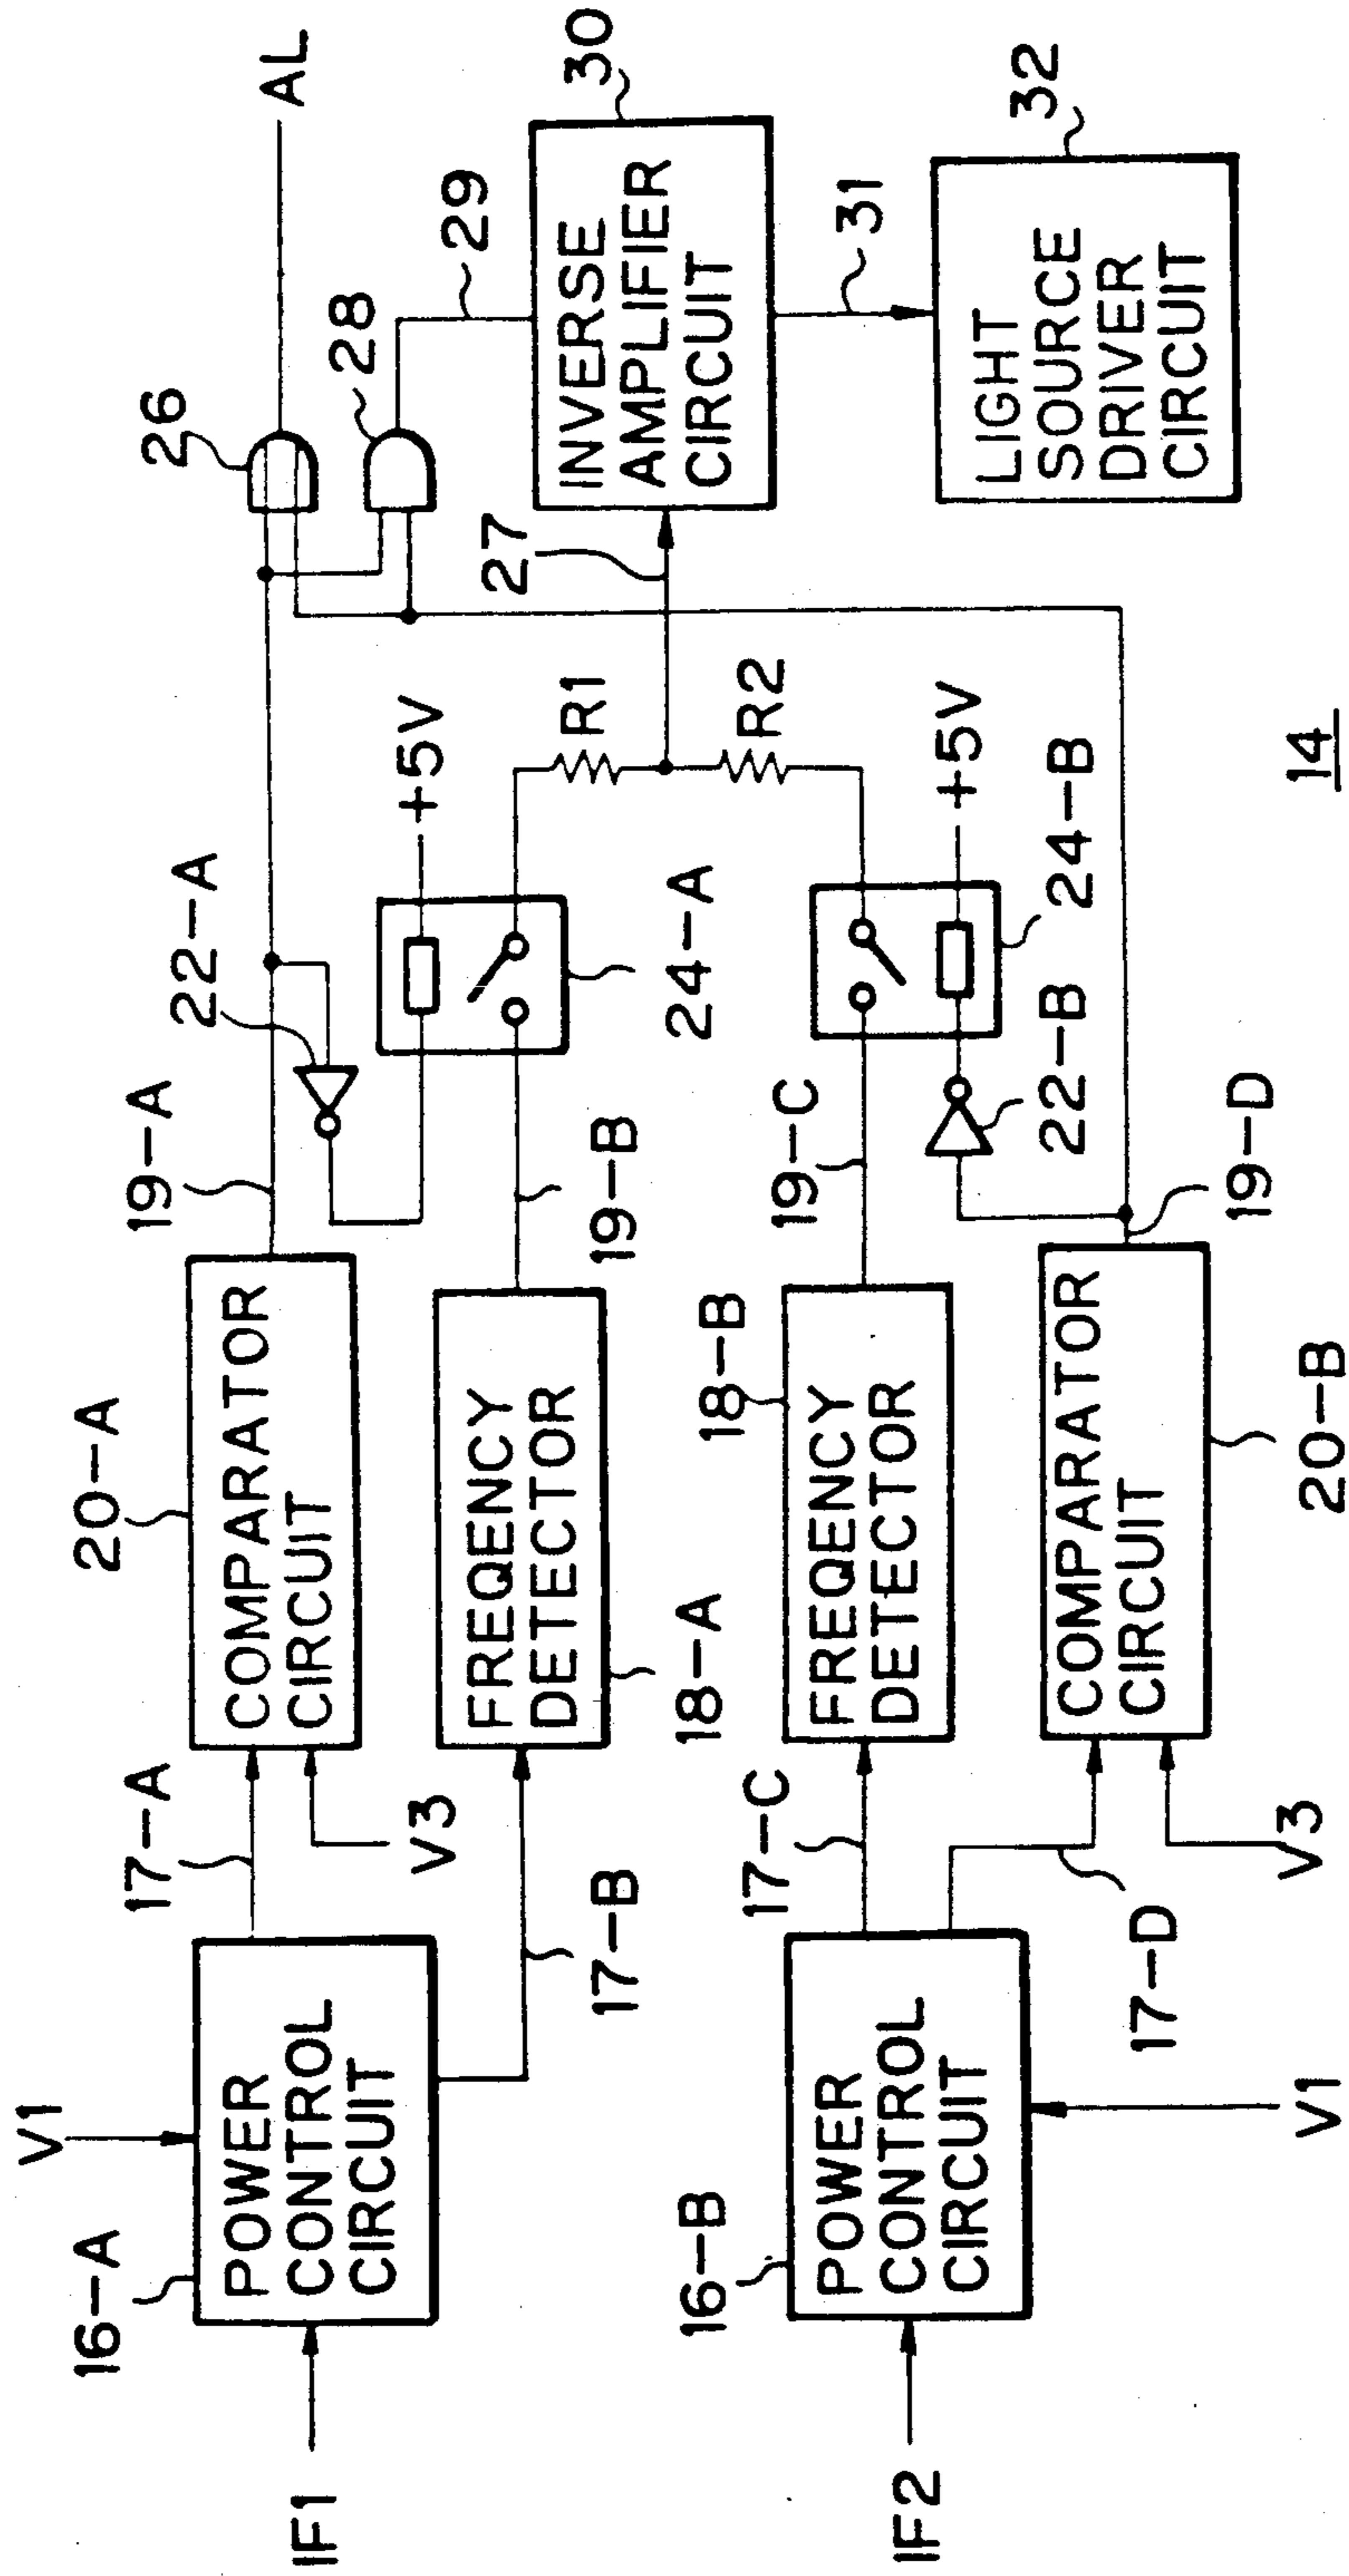 IF1
16-A
V1
POWER
CONTROL
CIRCUIT
17-A
V3
17-B
20-A
COMPARATOR
CIRCUIT
FREQENCY
DETECTOR
18-A
19-A
19-B
22-A
24-A
+5V
26
28
AL
29
R1
R2
27
INVERSE
AMPLIFIER
CIRCUIT
30
31
LIGHT
SOURCE
DRIVER
CIRCUIT
32
IF2
16-B
POWER
CONTROL
CIRCUIT
V1
17-C
17-D
V3
18-B
FREQENCY
DETECTOR
COMPARATOR
CIRCUIT
20-B
19-C
19-D
22-B
24-B
+5V
14